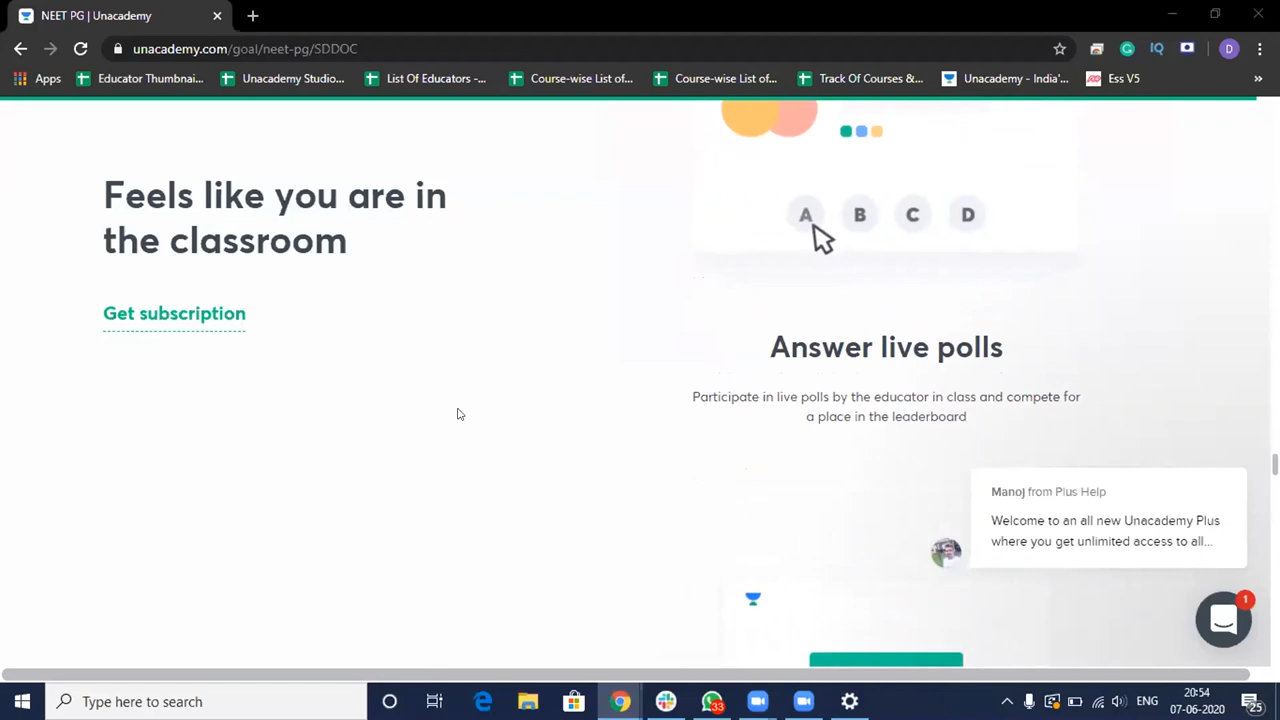 NEET PG | Unacademy
unacademy.com/goal/neet-pg/SDDOC
D
Apps
Educator Thumbnai...
Unacademy Studio...
List Of Educators -...
Course-wise List of...
Course-wise List of...
Track Of Courses &...
Unacademy - India'...
Ess V5
»
Feels like you are in
the classroom
Get subscription
A B C D
Answer live polls
Participate in live polls by the educator in class and compete for
a place in the leaderboard
Manoj from Plus Help
Welcome to an all new Unacademy Plus
where you get unlimited access to all...
1
Type here to search
33
ENG
20:54
07-06-2020
25